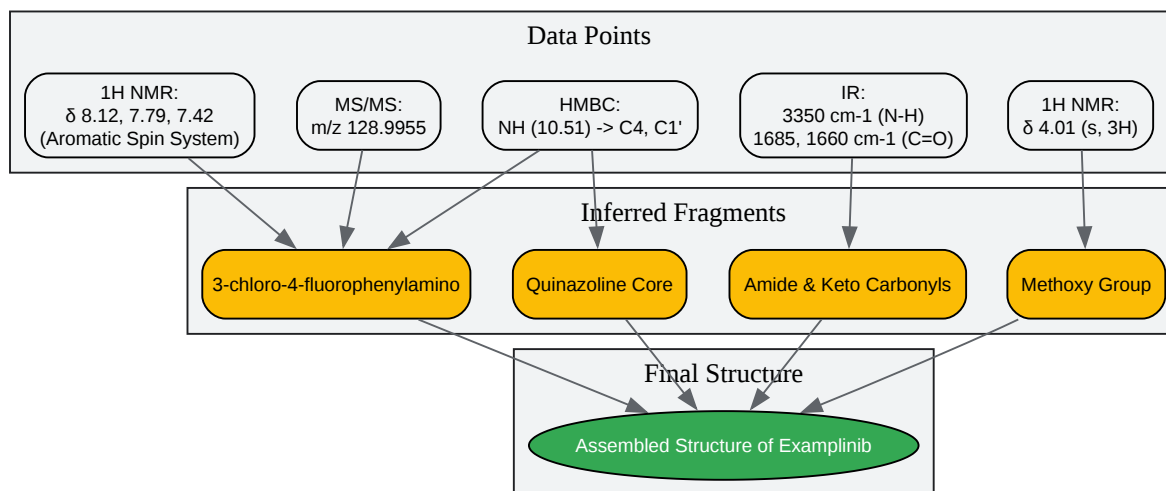 Data Points
1H NMR:
δ 8.12, 7.79, 7.42
(Aromatic Spin System)
MS/MS:
m/z 128.9955
HMBC:
NH (10.51) -> C4, C1'
IR:
3350 cm-1 (N-H)
1685, 1660 cm-1 (C=O)
1H NMR:
δ 4.01 (s, 3H)
Inferred Fragments
3-chloro-4-fluorophenylamino
Quinazoline Core
Amide & Keto Carbonyls
Methoxy Group
Final Structure
Assembled Structure of Examplinib